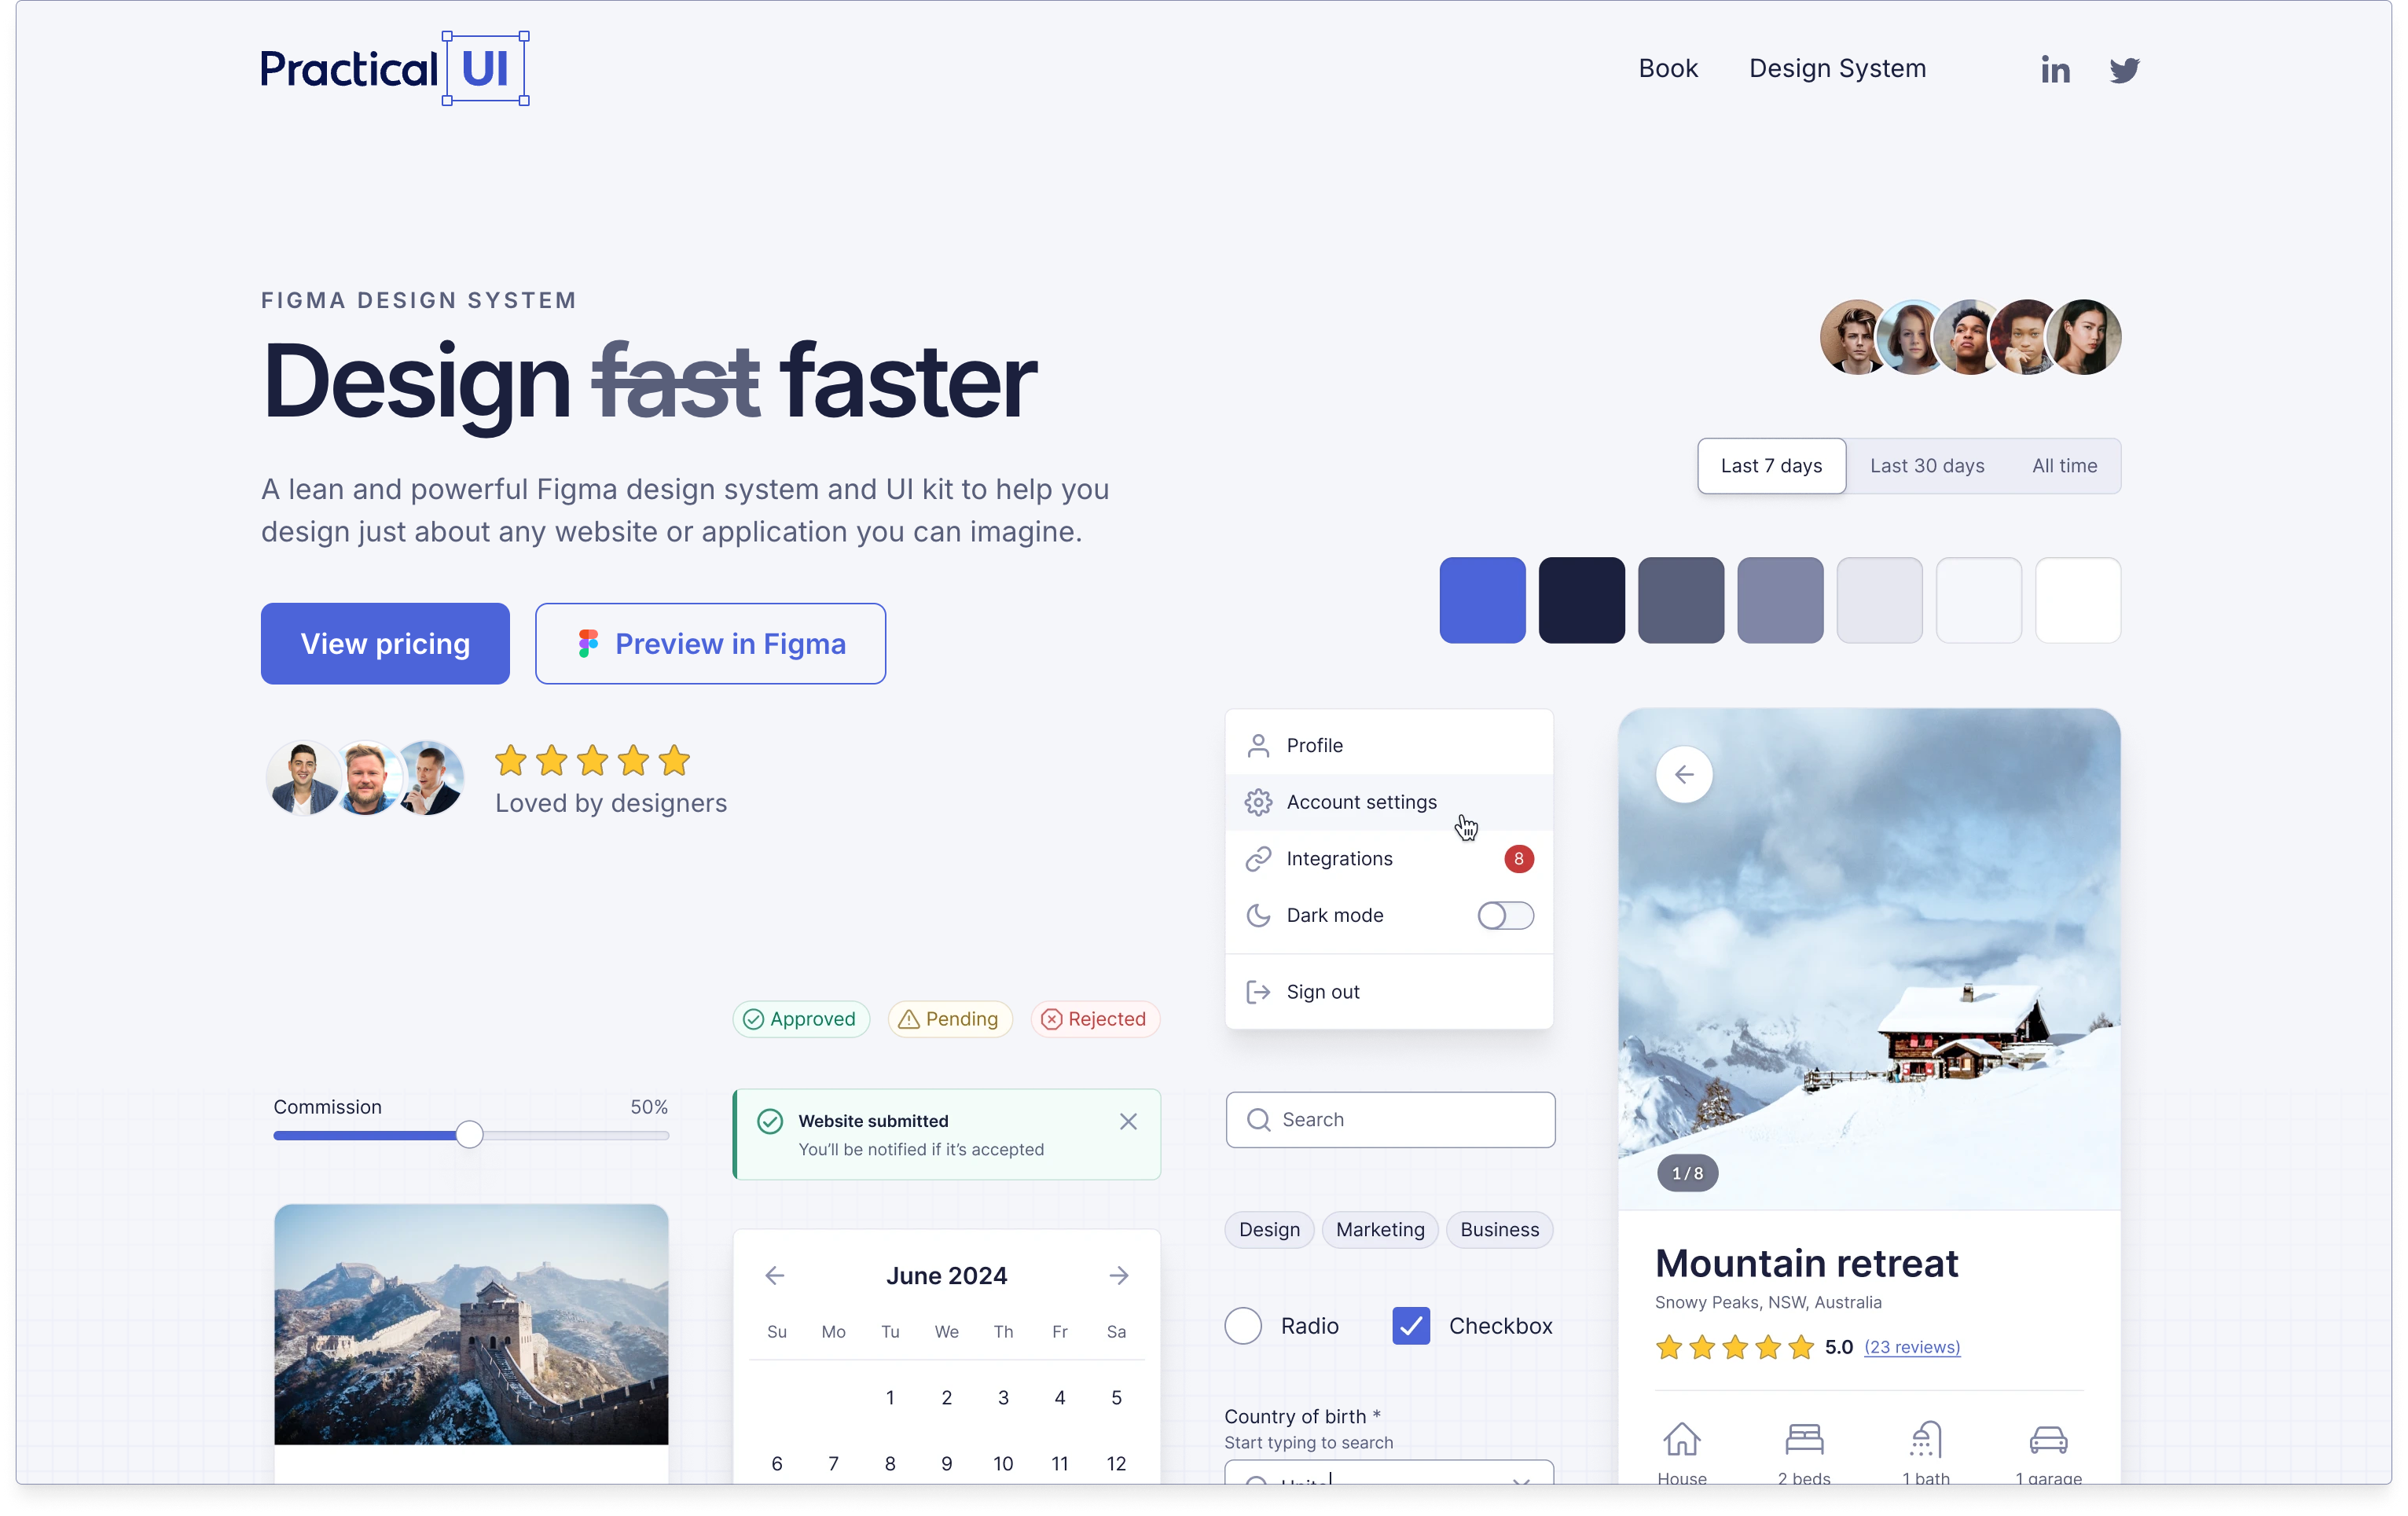 Practical UI
Book
Design System
in
FIGMA DESIGN SYSTEM
Design fast faster
A lean and powerful Figma design system and UI kit to help you
design just about any website or application you can imagine.
View pricing
Preview in Figma
Loved by designers
Last 7 days
Last 30 days
All time
Profile
Account settings
Integrations
8
Dark mode
Sign out
Approved
Pending
Rejected
Commission
50%
Website submitted
You'll be notified if it's accepted
Search
1/8
Design
Marketing
Business
June 2024
Su Mo Tu We Th Fr Sa
1 2 3 4 5
6 7 8 9 10 11 12
Radio
Checkbox
Country of birth *
Start typing to search
Mountain retreat
Snowy Peaks, NSW, Australia
5.0 (23 reviews)
House
2 beds
1 bath
1 garage